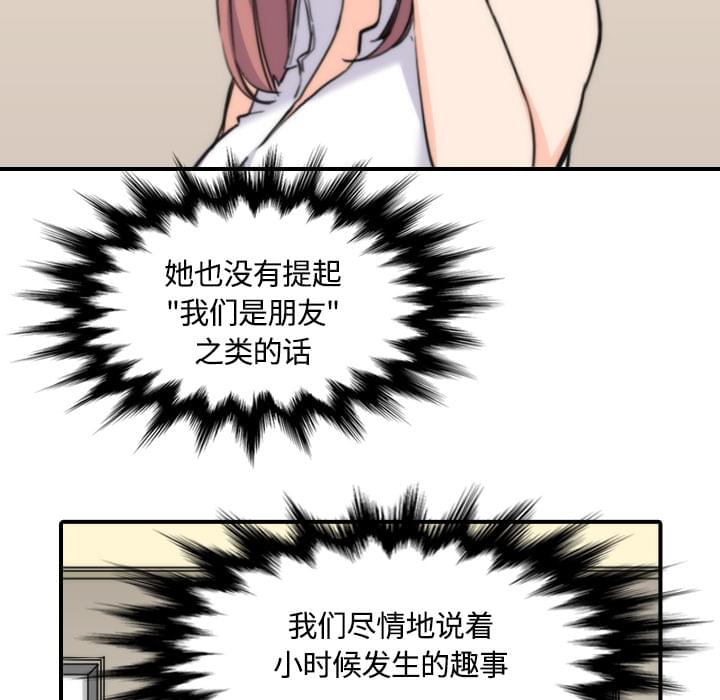 她也没有提起
"我们是朋友"
之类的话
我们尽情地说着
小时候发生的趣事